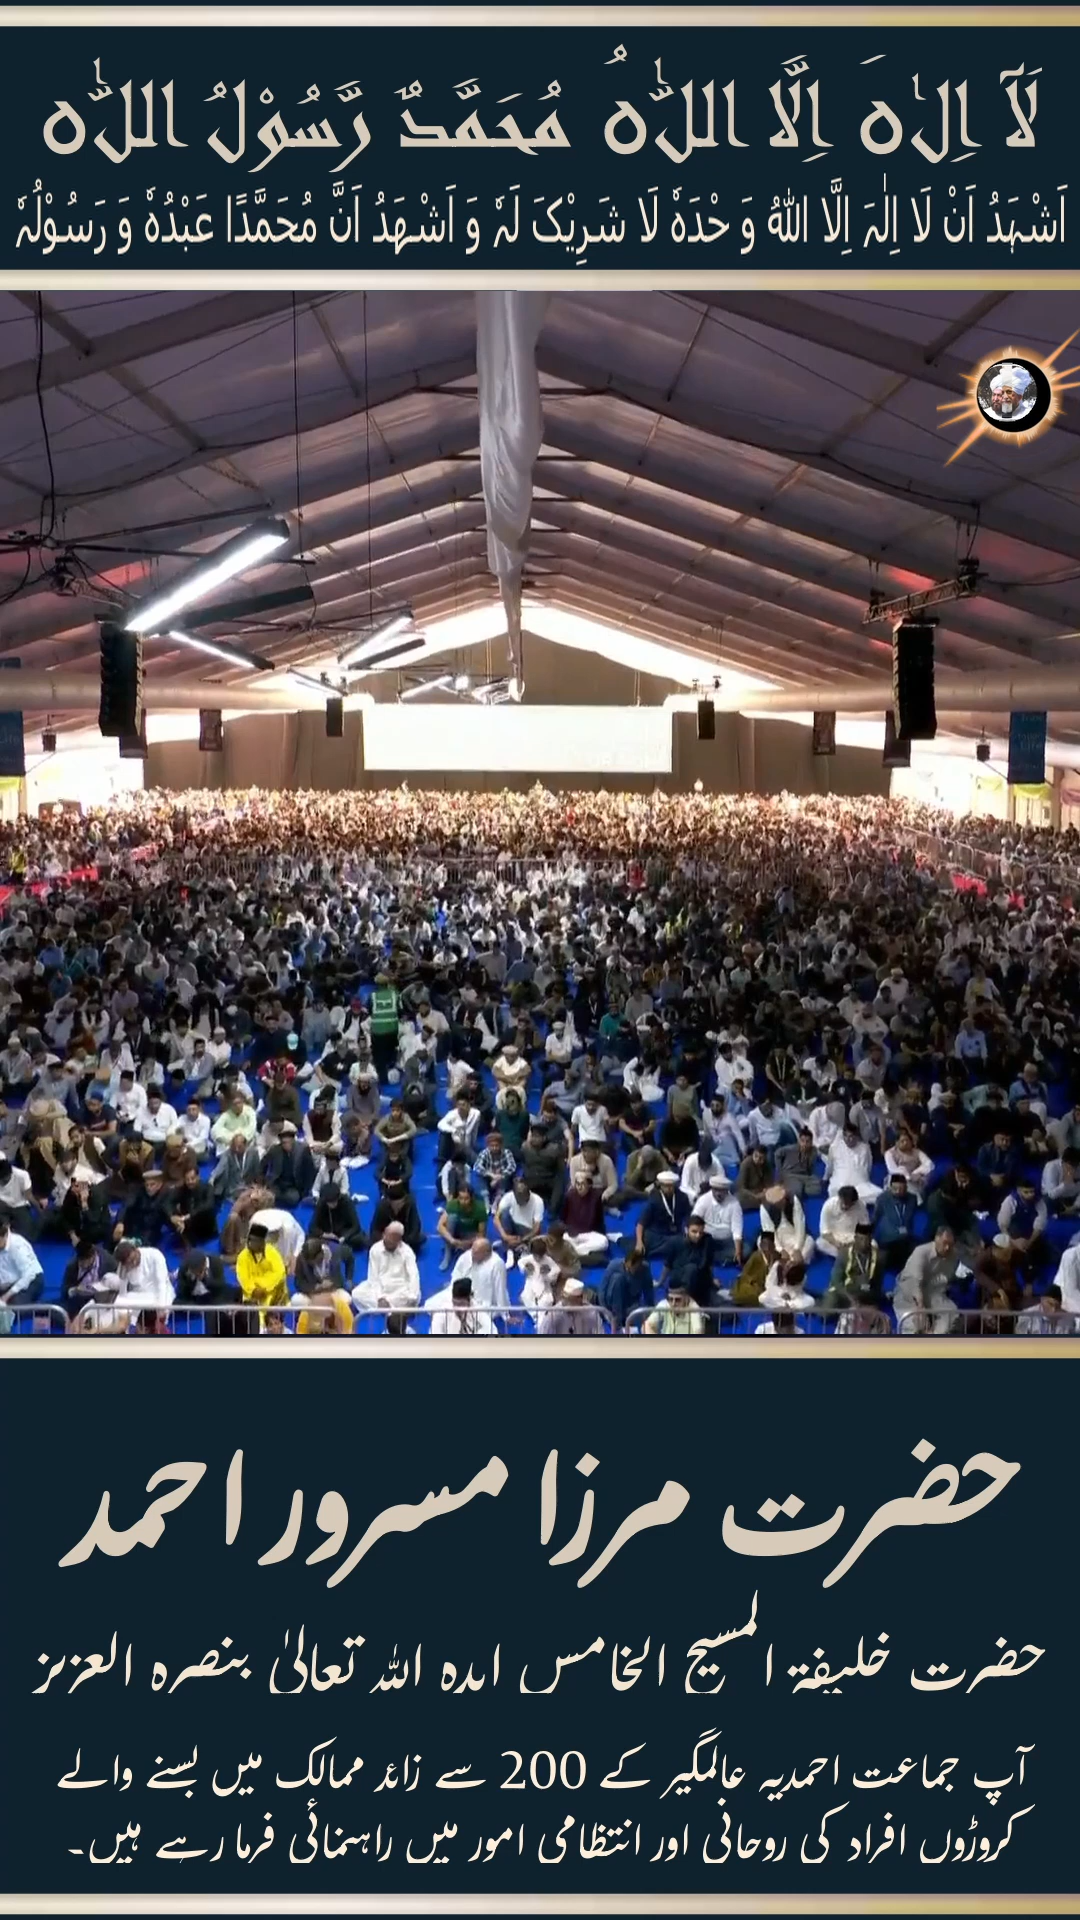 لَآ اِلٰهَ اِلَّا اللّٰهُ مُحَمَّدٌ رَّسُوْلُ اللّٰه
اَشْہَدُ اَنْ لَا اِلٰہَ اِلَّا اللّٰہُ وَ حْدَہٗ لَا شَرِیْکَ لَہٗ وَ اَشْھَدُ اَنَّ مُحَمَّدًا عَبْدُہٗ وَ رَسُوْلُہٗ
حضرت مرزا مسرور احمد
حضرت خلیفۃ المسیح الخامس ایدہ اللہ تعالیٰ بنصرہ العزیز
آپ جماعت احمدیہ عالمگیر کے 200 سے زائد ممالک میں بسنے والے
کروڑوں افراد کی روحانی اور انتظامی امور میں راہنمائی فرما رہے ہیں۔